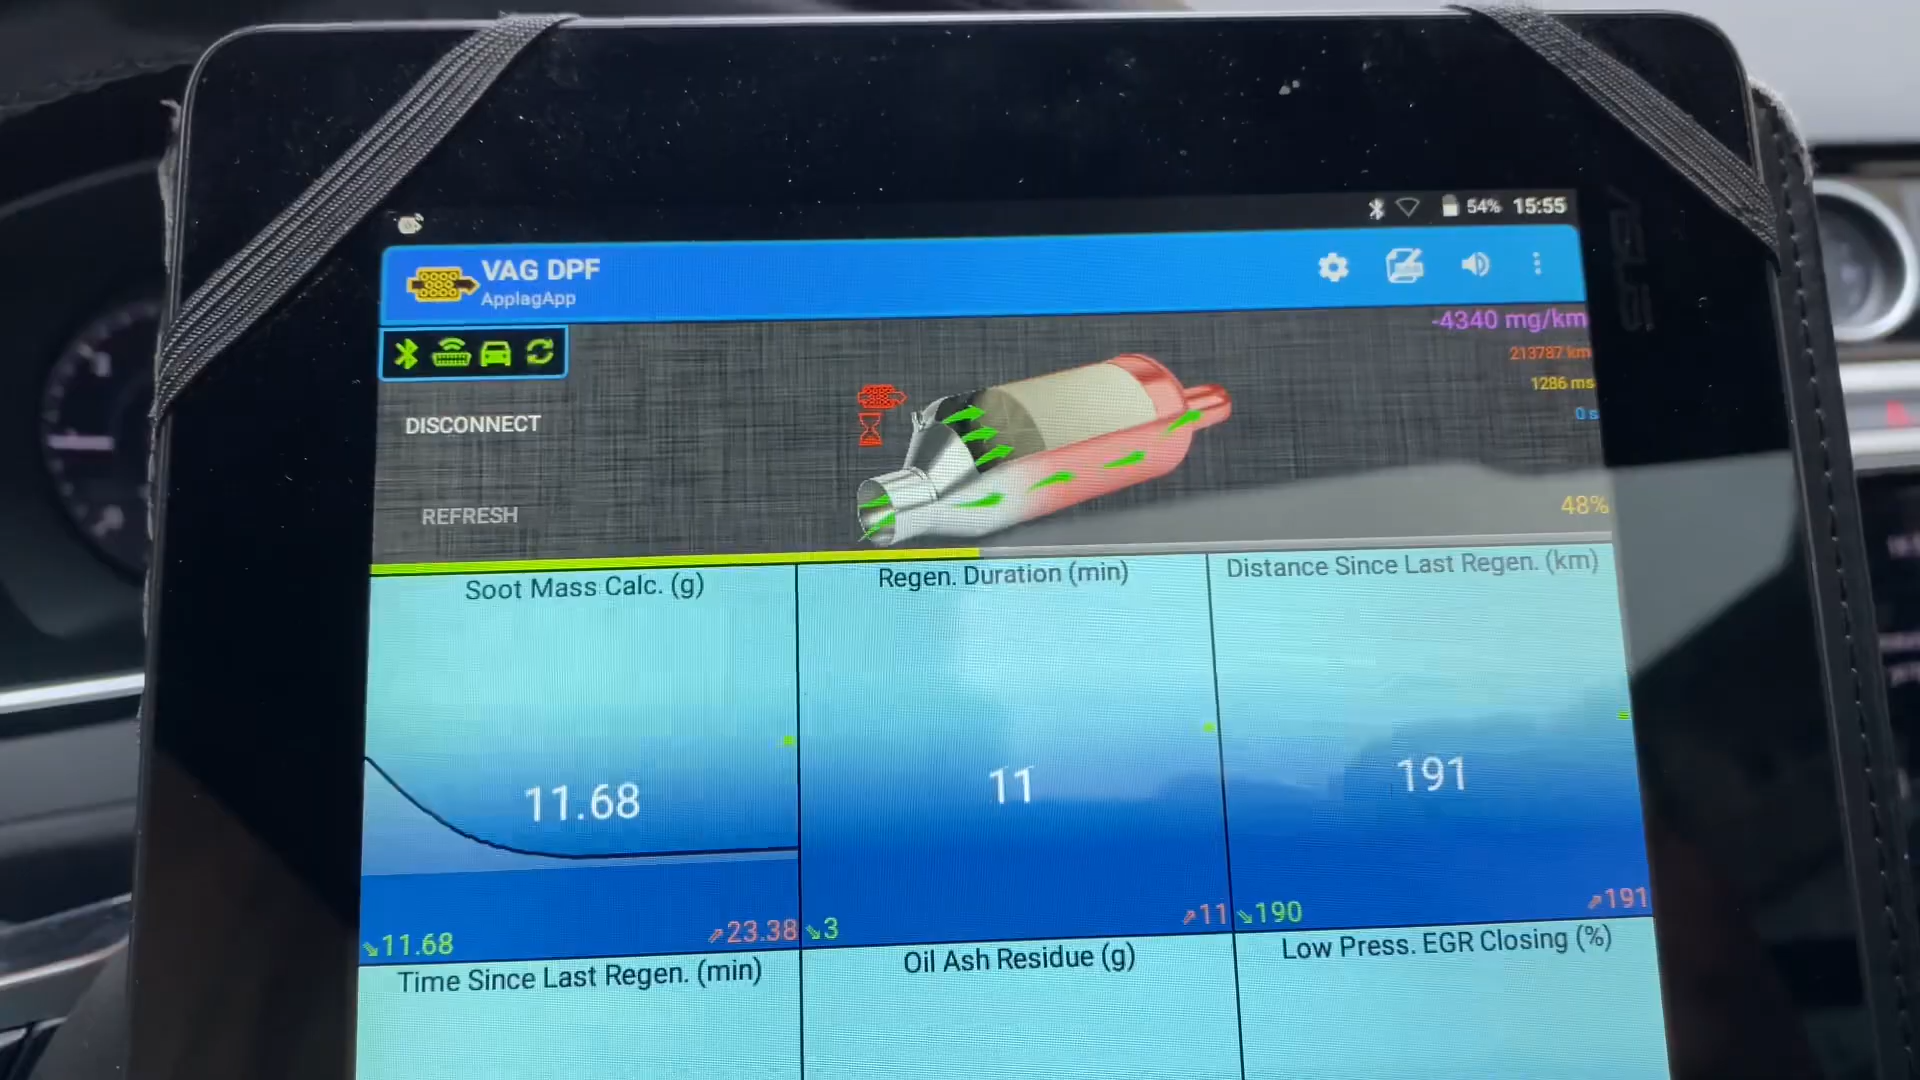 54% 15:55
VAG DPF
ApplagApp
-4340 mg/km
213787 km
1286 ms
0 s
DISCONNECT
REFRESH
48%
Soot Mass Calc. (g)
Regen. Duration (min)
Distance Since Last Regen. (km)
11.68
11
191
11.68
23.38
3
11
190
191
Time Since Last Regen. (min)
Oil Ash Residue (g)
Low Press. EGR Closing (%)
ASUS